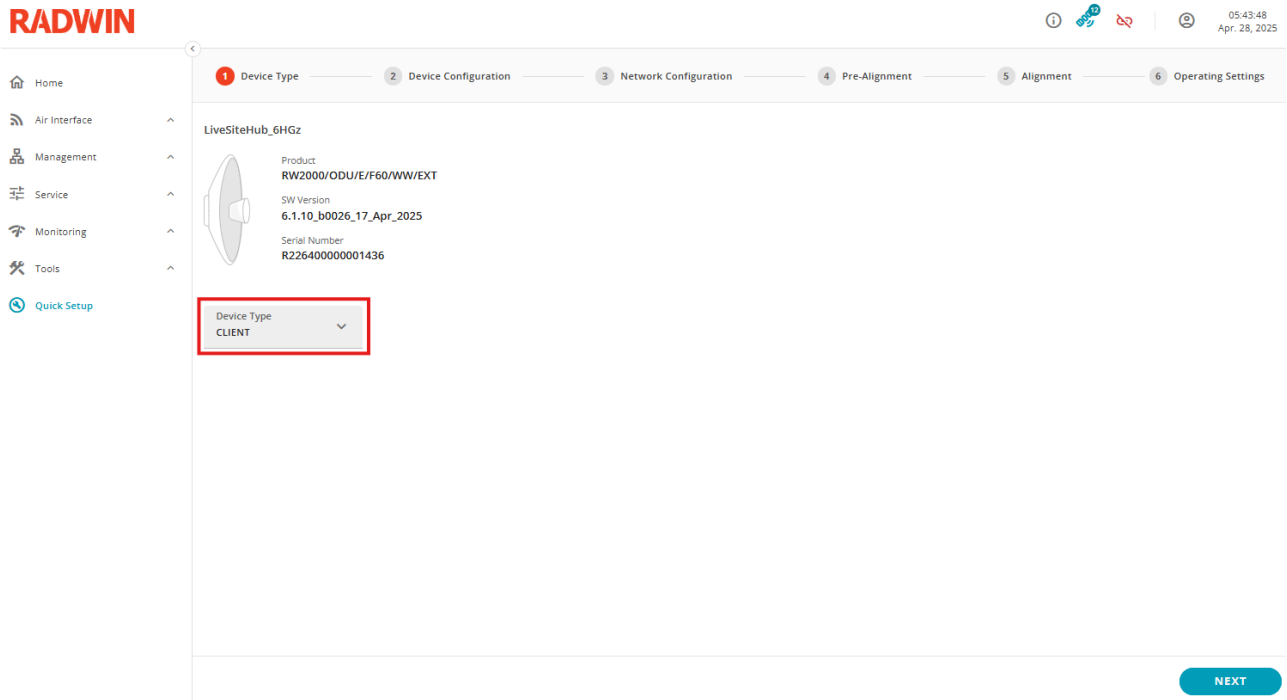 RADWIN
12
05:43:48
Apr. 28, 2025
Home
Air Interface
Management
Service
Monitoring
Tools
Quick Setup
1 Device Type
2 Device Configuration
3 Network Configuration
4 Pre-Alignment
5 Alignment
6 Operating Settings
LiveSiteHub_6HGz
Product
RW2000/ODU/E/F60/WW/EXT
SW Version
6.1.10_b0026_17_Apr_2025
Serial Number
R226400000001436
Device Type
CLIENT
NEXT